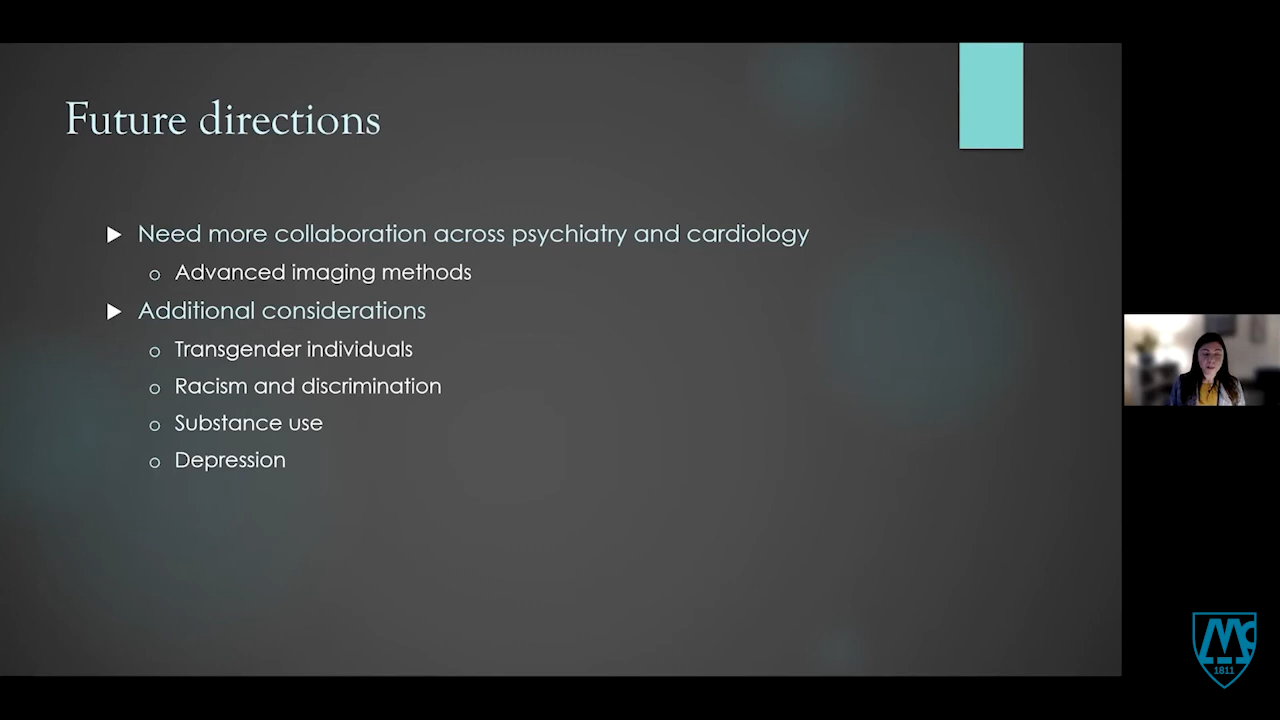 Future directions
Need more collaboration across psychiatry and cardiology
Advanced imaging methods
Additional considerations
Transgender individuals
Racism and discrimination
Substance use
Depression
1811